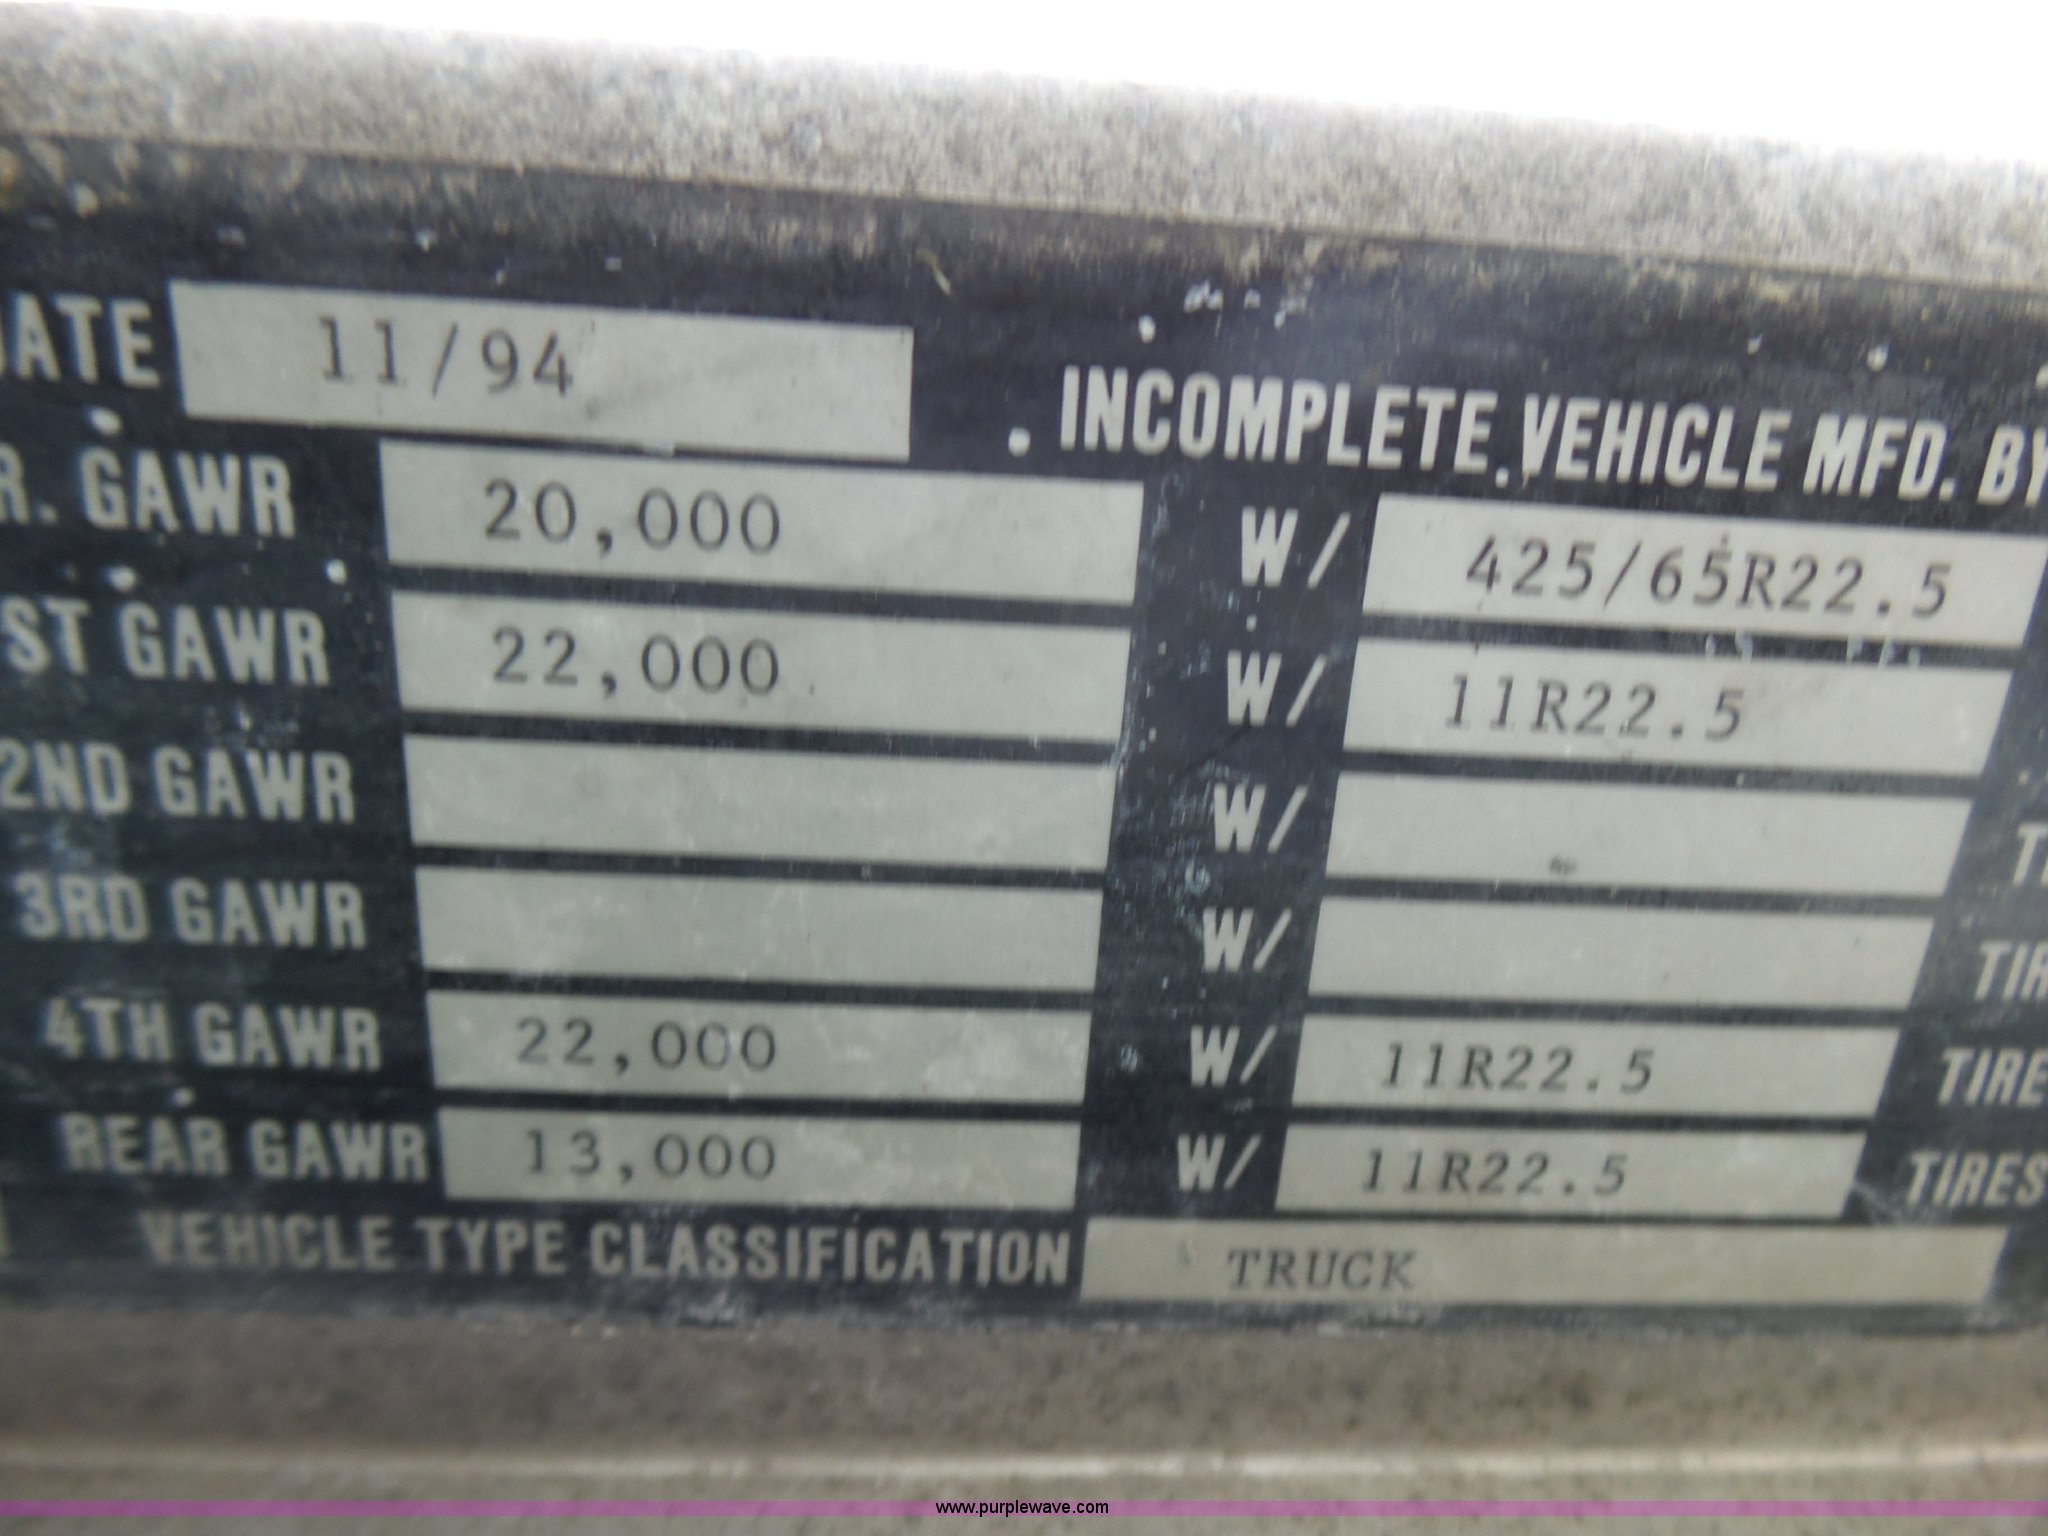 DATE 11/94
INCOMPLETE VEHICLE MFD. BY
R. GAWR 20,000 W/ 425/65R22.5
ST GAWR 22,000 W/ 11R22.5
2ND GAWR W/
3RD GAWR W/ TIR
4TH GAWR 22,000 W/ 11R22.5 TIRE
REAR GAWR 13,000 W/ 11R22.5 TIRES
VEHICLE TYPE CLASSIFICATION TRUCK
www.purplewave.com